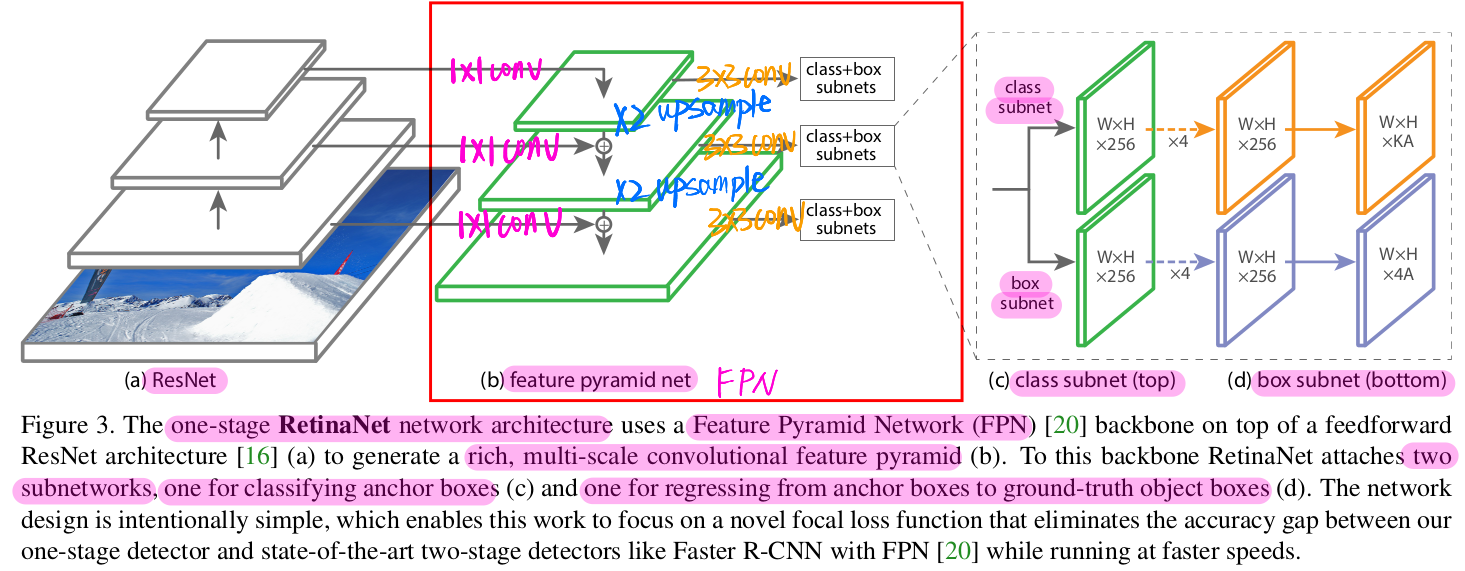 1x1 conv
3x3 conv
class+box
subnets
x2 upsample
1x1 conv
3x3 conv
class+box
subnets
x2 upsample
1x1 conv
3x3 conv
class+box
subnets
class
subnet
W×H
×256
×4
W×H
×256
W×H
×KA
box
subnet
W×H
×256
×4
W×H
×256
W×H
×4A
(a) ResNet
(b) feature pyramid net
FPN
(c) class subnet (top)
(d) box subnet (bottom)
Figure 3. The one-stage RetinaNet network architecture uses a Feature Pyramid Network (FPN) [20] backbone on top of a feedforward
ResNet architecture [16] (a) to generate a rich, multi-scale convolutional feature pyramid (b). To this backbone RetinaNet attaches two
subnetworks, one for classifying anchor boxes (c) and one for regressing from anchor boxes to ground-truth object boxes (d). The network
design is intentionally simple, which enables this work to focus on a novel focal loss function that eliminates the accuracy gap between our
one-stage detector and state-of-the-art two-stage detectors like Faster R-CNN with FPN [20] while running at faster speeds.